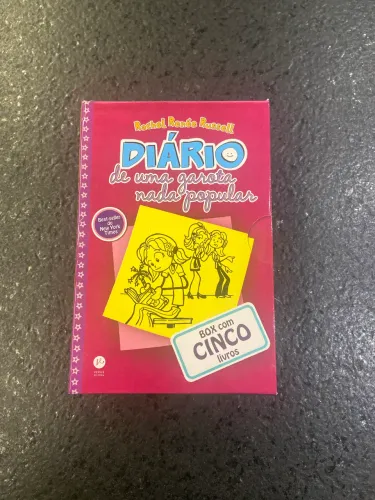 Rachel Renée Russell
DIÁRIO
de uma garota
nada popular
Best-seller
do
New York
Times
BOX com
CINCO
livros